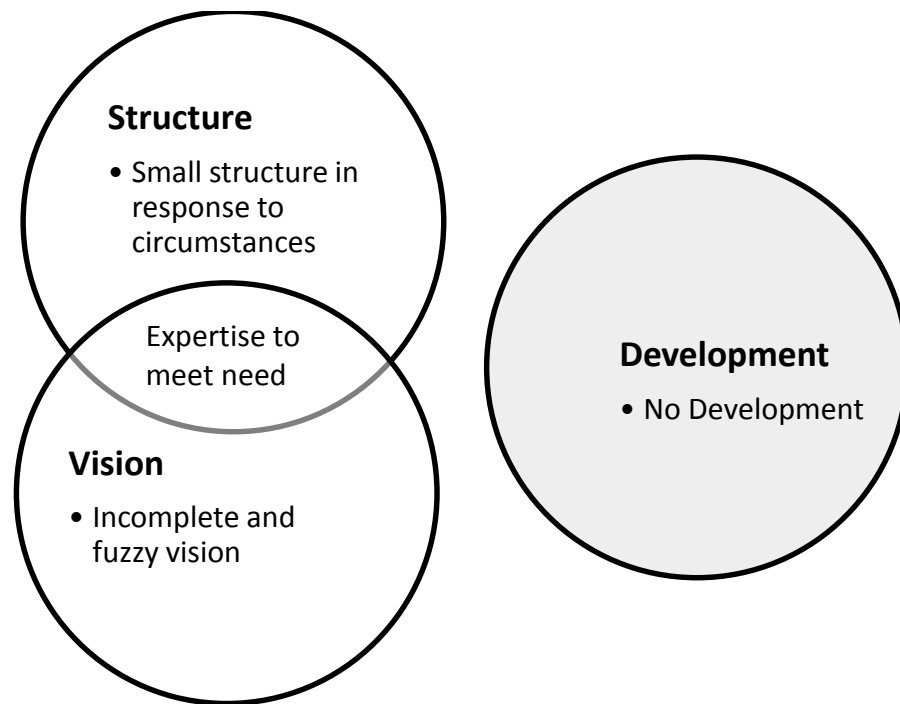 Structure
• Small structure in
response to
circumstances
Expertise to
meet need
Vision
• Incomplete and
fuzzy vision
Development
• No Development